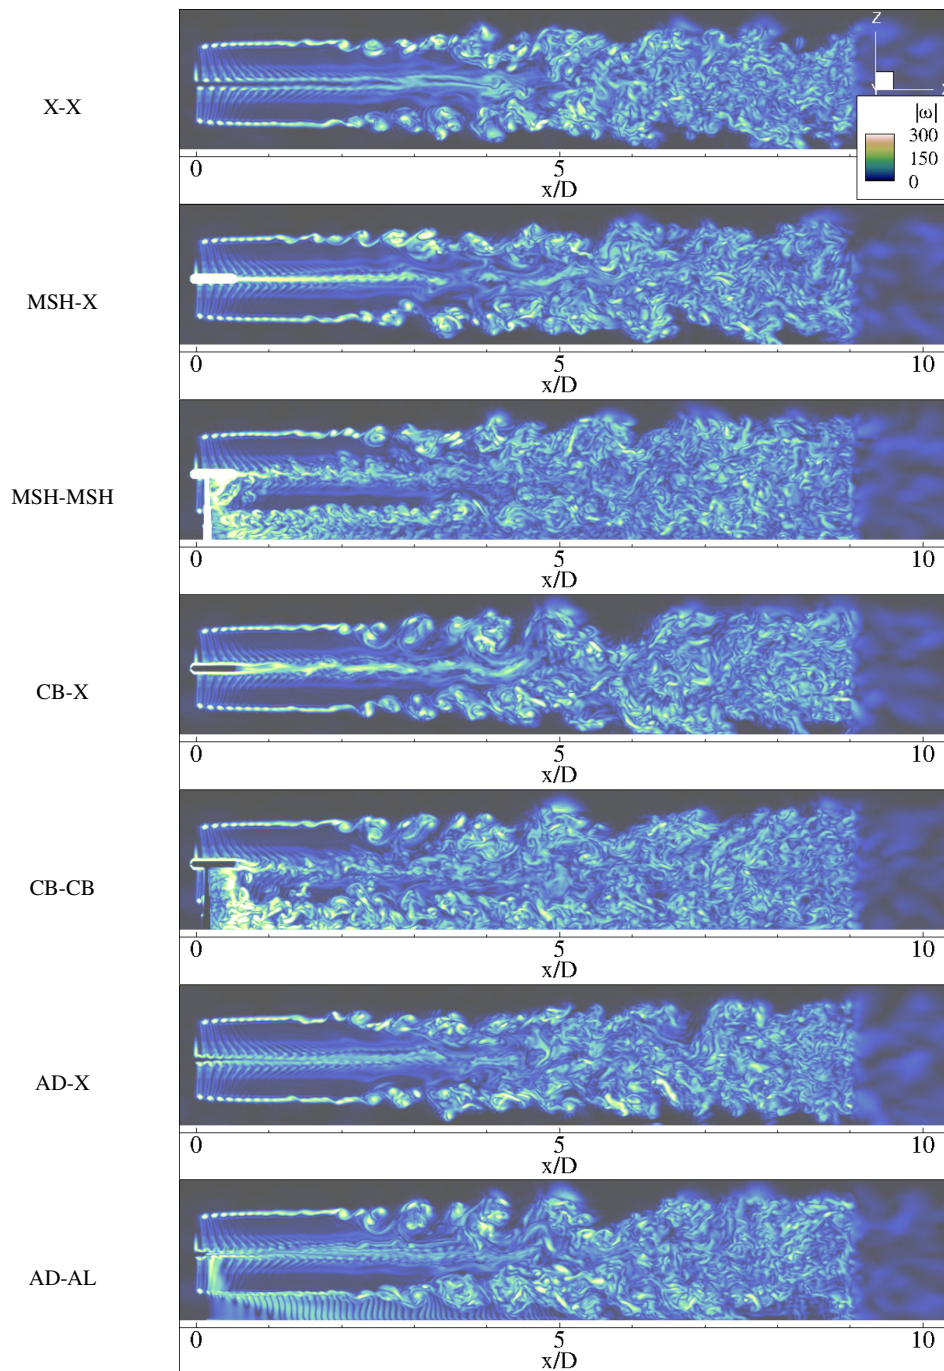 Z
Y X
|ω|
300
150
0
X-X
0 5
x/D
MSH-X
0 5 10
x/D
MSH-MSH
0 5 10
x/D
CB-X
0 5 10
x/D
CB-CB
0 5 10
x/D
AD-X
0 5 10
x/D
AD-AL
0 5 10
x/D